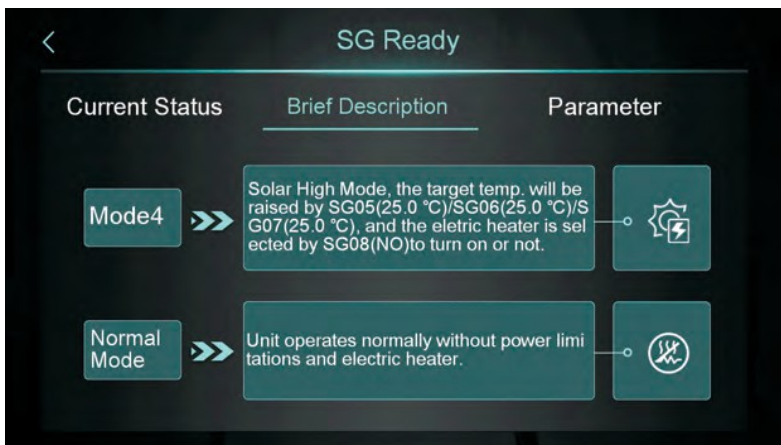 SG Ready
Current Status
Brief Description
Parameter
Mode4
Solar High Mode, the target temp. will be
raised by SG05(25.0 ℃)/SG06(25.0 ℃)/S
G07(25.0 ℃), and the eletric heater is sel
ected by SG08(NO)to turn on or not.
Normal
Mode
Unit operates normally without power limi
tations and electric heater.